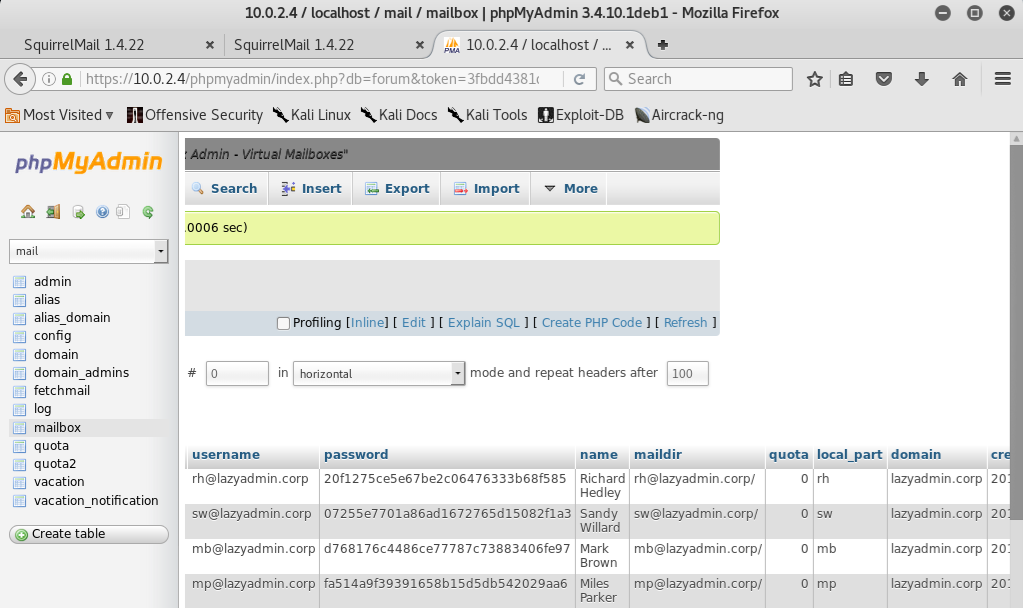 10.0.2.4 / localhost / mail / mailbox | phpMyAdmin 3.4.10.1deb1 - Mozilla Firefox
SquirrelMail 1.4.22 × SquirrelMail 1.4.22 × PMA 10.0.2.4 / localhost / ... ×
https://10.0.2.4/phpmyadmin/index.php?db=forum&token=3fbdd4381c Search
Most Visited Offensive Security Kali Linux Kali Docs Kali Tools Exploit-DB Aircrack-ng
phpMyAdmin
mail
admin
alias
alias_domain
config
domain
domain_admins
fetchmail
log
mailbox
quota
quota2
vacation
vacation_notification
Create table
Admin - Virtual Mailboxes"
Search Insert Export Import More
.0006 sec)
Profiling [Inline] [ Edit ] [ Explain SQL ] [ Create PHP Code ] [ Refresh ]
# 0 in horizontal mode and repeat headers after 100
username password name maildir quota local_part domain cre
rh@lazyadmin.corp 20f1275ce5e67be2c06476333b68f585 Richard Hedley rh@lazyadmin.corp/ 0 rh lazyadmin.corp 201
sw@lazyadmin.corp 07255e7701a86ad1672765d15082f1a3 Sandy Willard sw@lazyadmin.corp/ 0 sw lazyadmin.corp 201
mb@lazyadmin.corp d768176c4486ce77787c73883406fe97 Mark Brown mb@lazyadmin.corp/ 0 mb lazyadmin.corp 201
mp@lazyadmin.corp fa514a9f39391658b15d5db542029aa6 Miles Parker mp@lazyadmin.corp/ 0 mp lazyadmin.corp 201